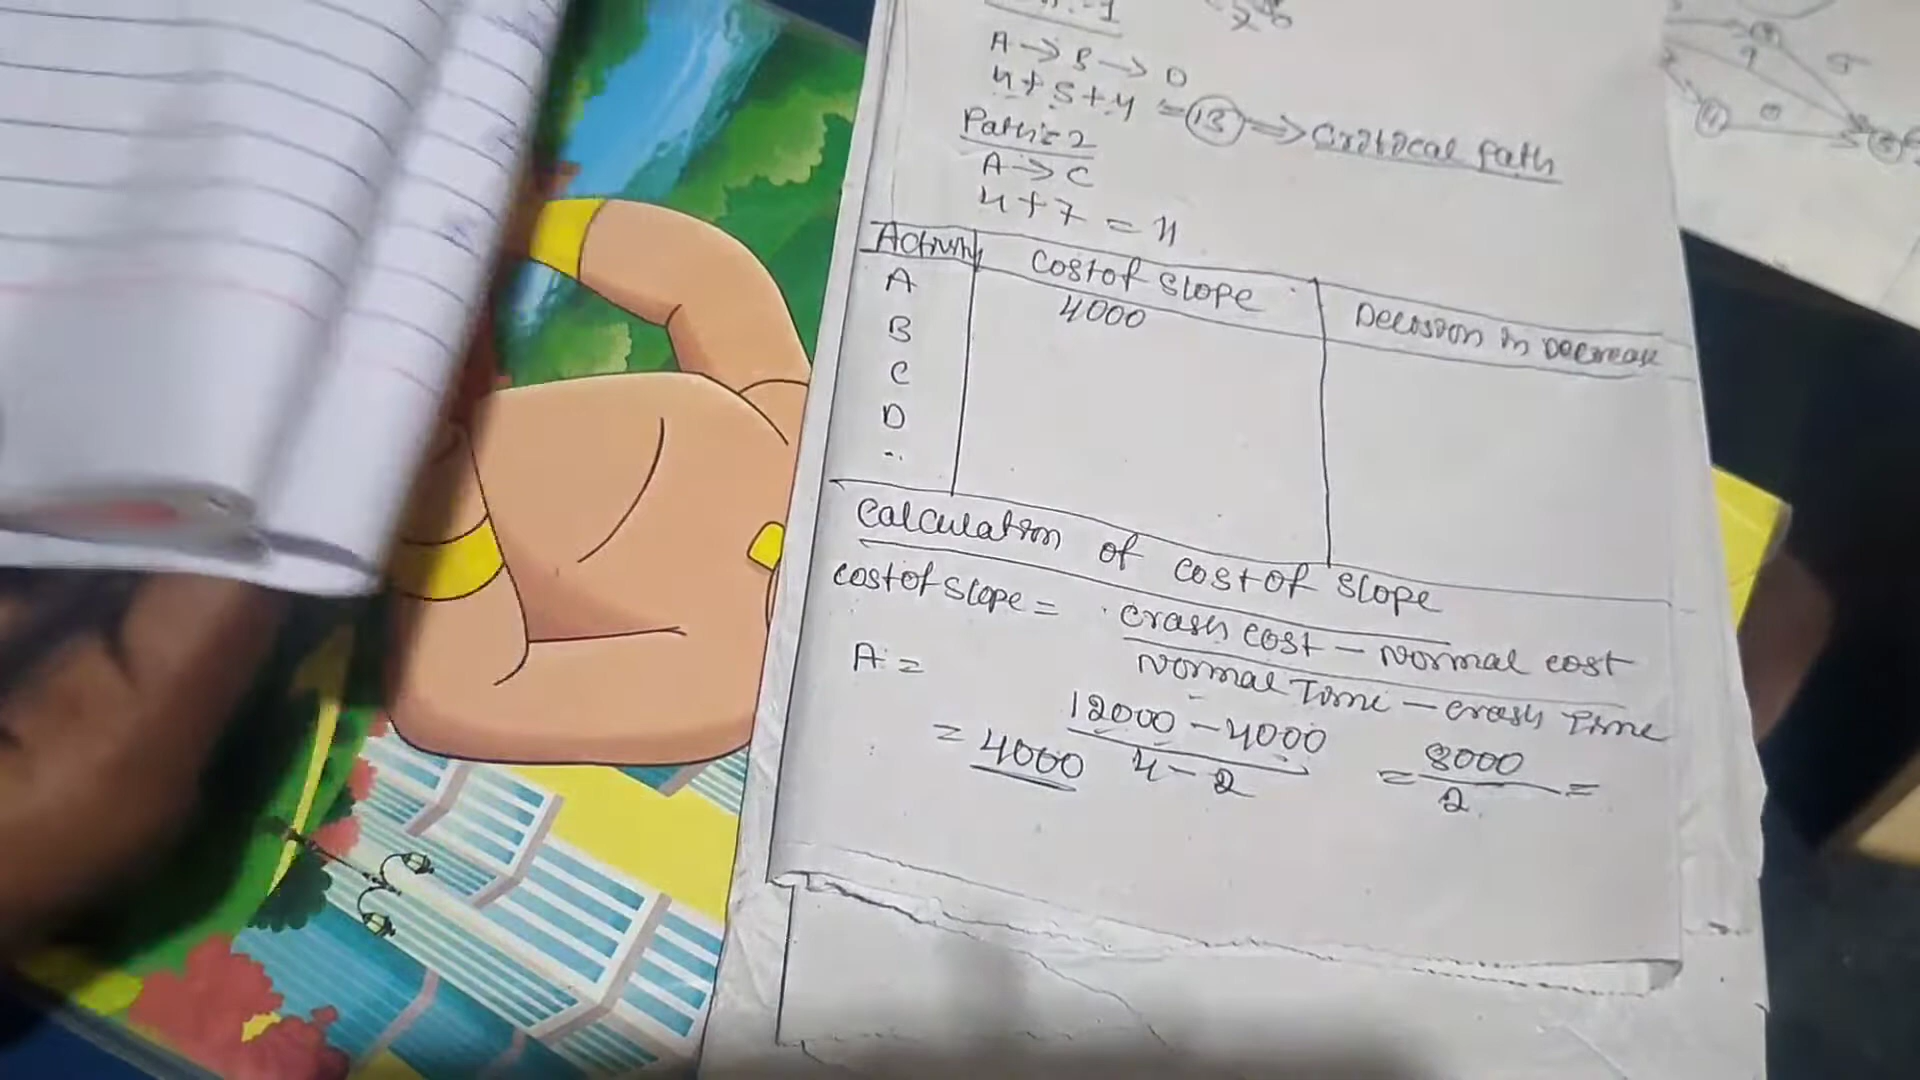 A → B → D
4 + 5 + 4 = 13 ⇒ Cratacal path
Path:- 2
A → C
4 + 7 = 11
Activity
Cost of Slope
Decision in Decrease
A
4000
B
C
D
Calculation of cost of slope
cost of slope = crash cost - Normal cost
Normal Time - crash Time
A =
12000 - 4000
4 - 2
= 8000
2
=
= 4000